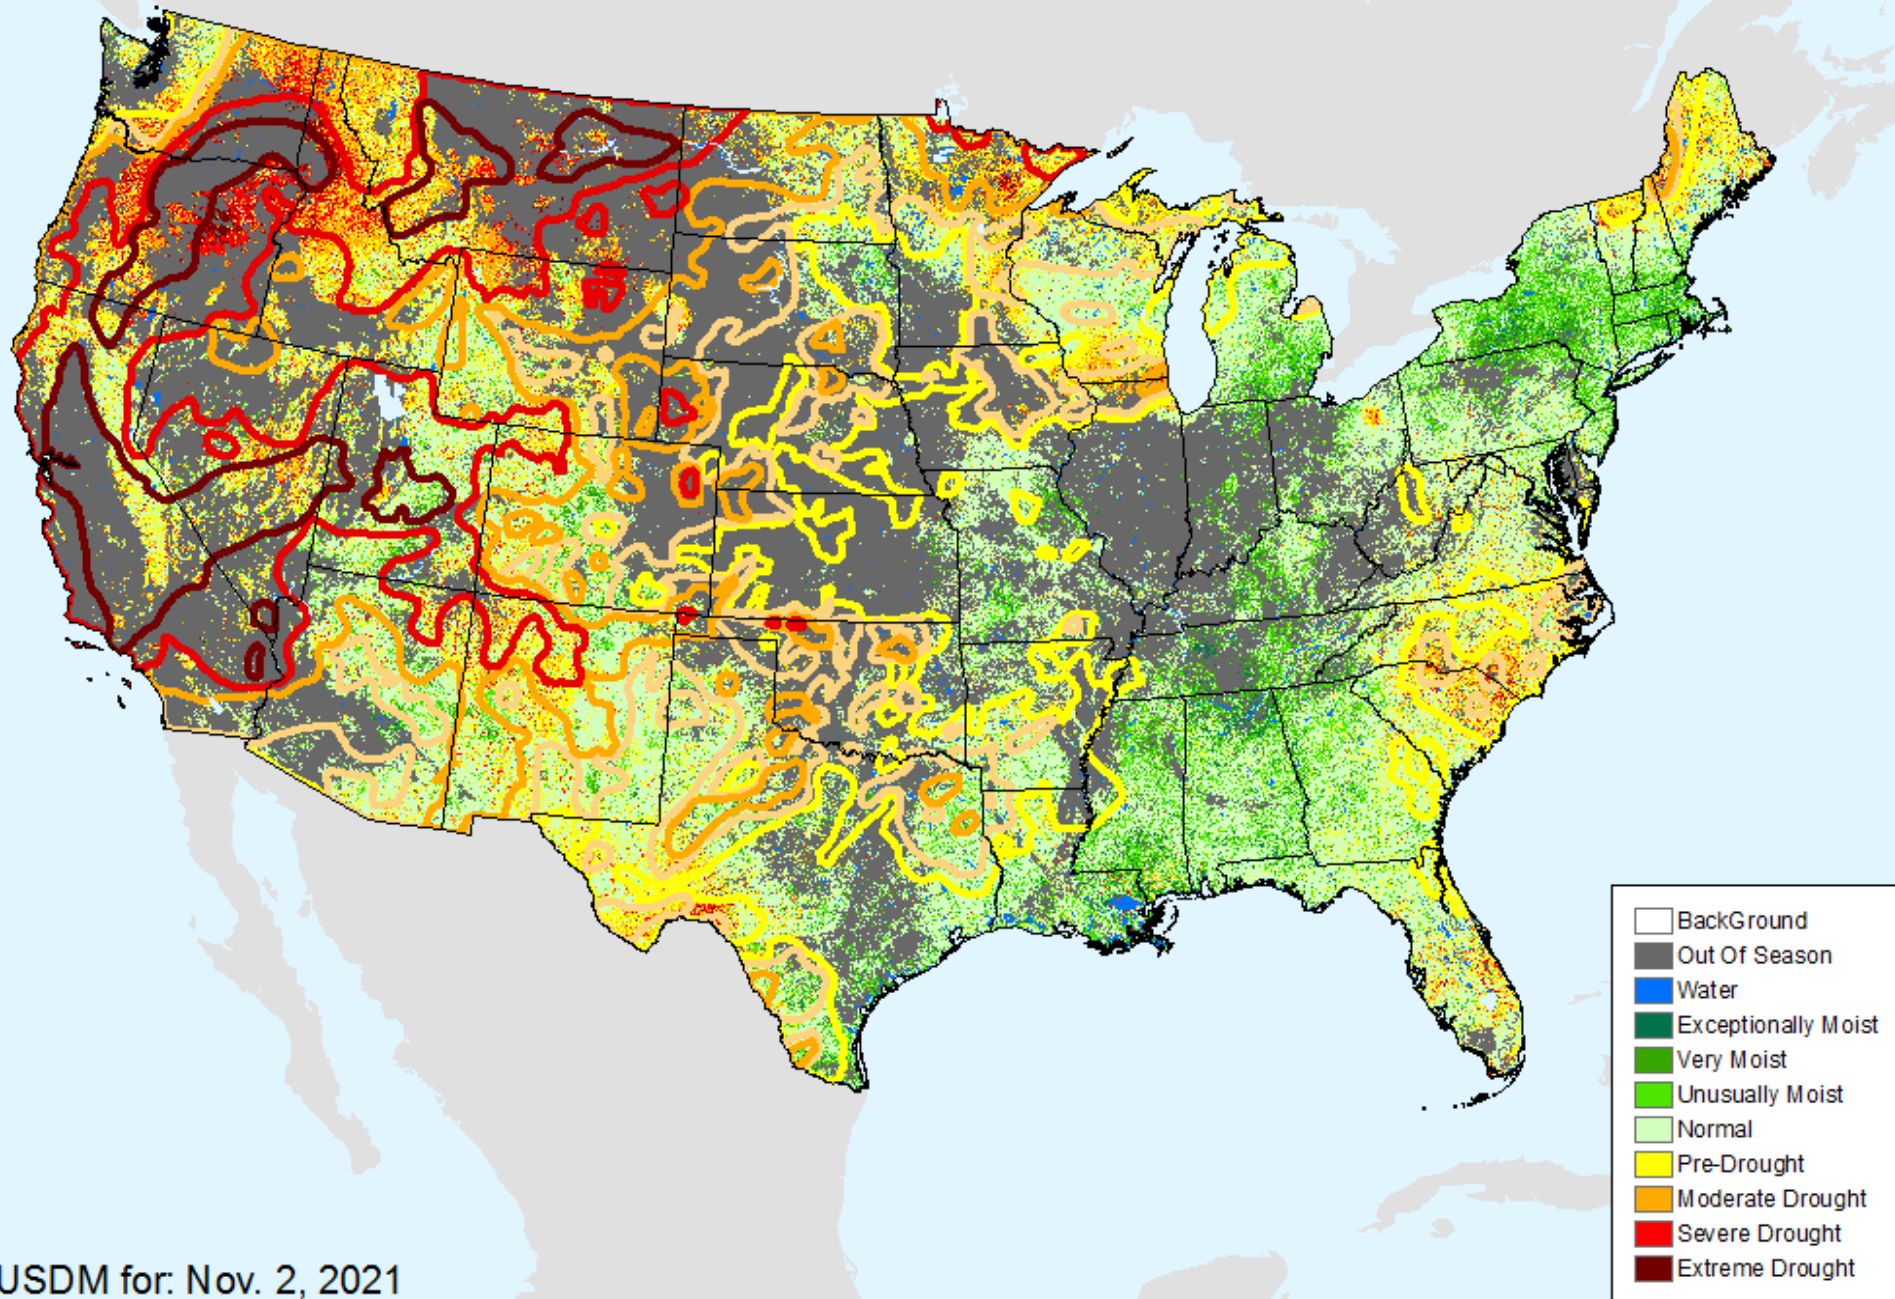 BackGround
Out Of Season
Water
Exceptionally Moist
Very Moist
Unusually Moist
Normal
Pre-Drought
Moderate Drought
Severe Drought
Extreme Drought
USDM for: Nov. 2, 2021